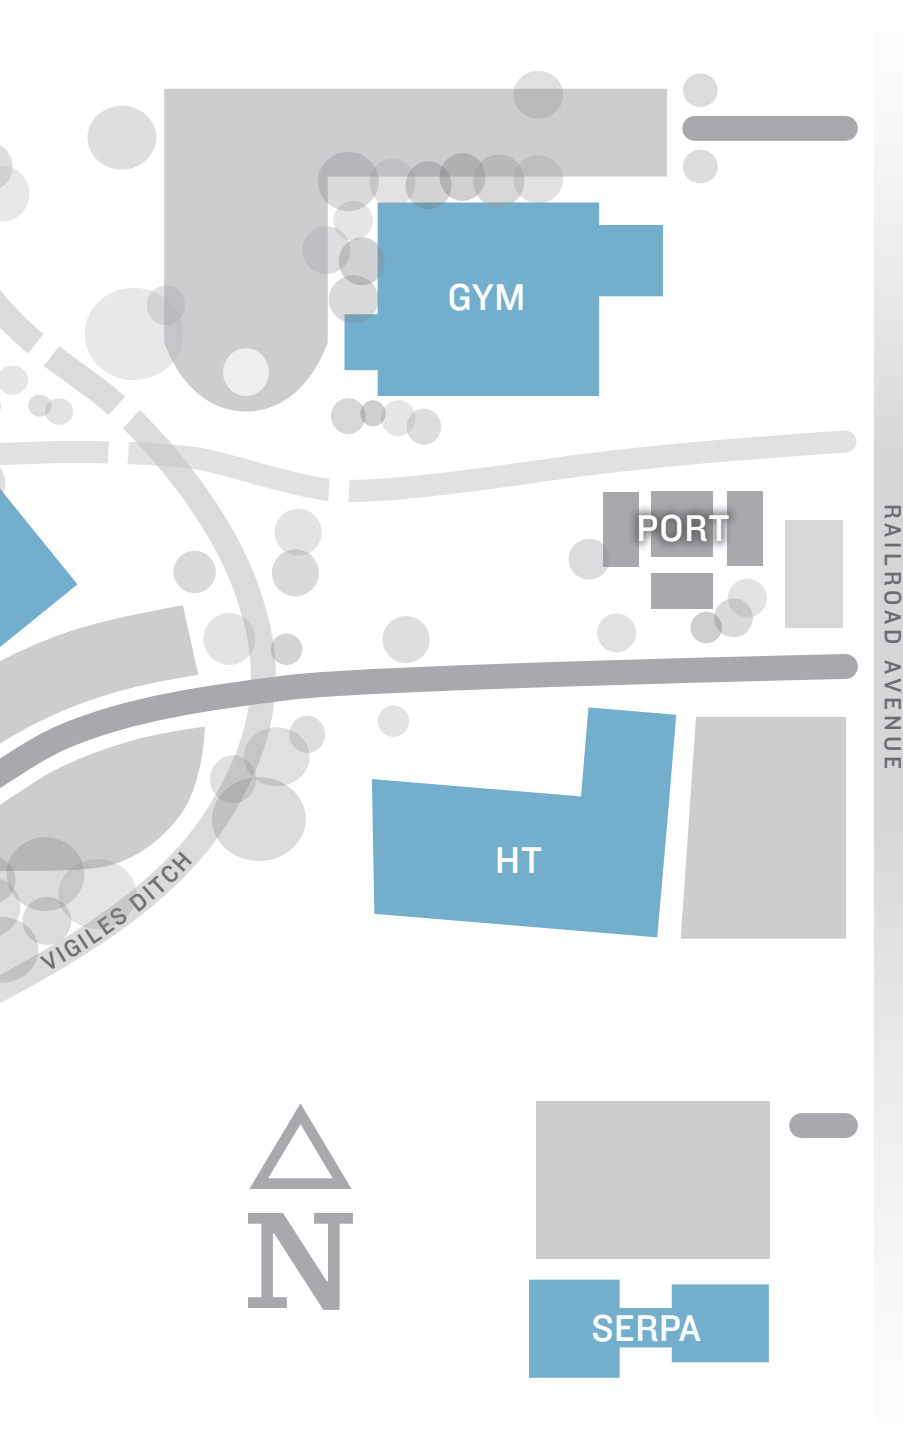 GYM
PORT
RAILROAD AVENUE
HT
VIGILES DITCH
N
SERPA